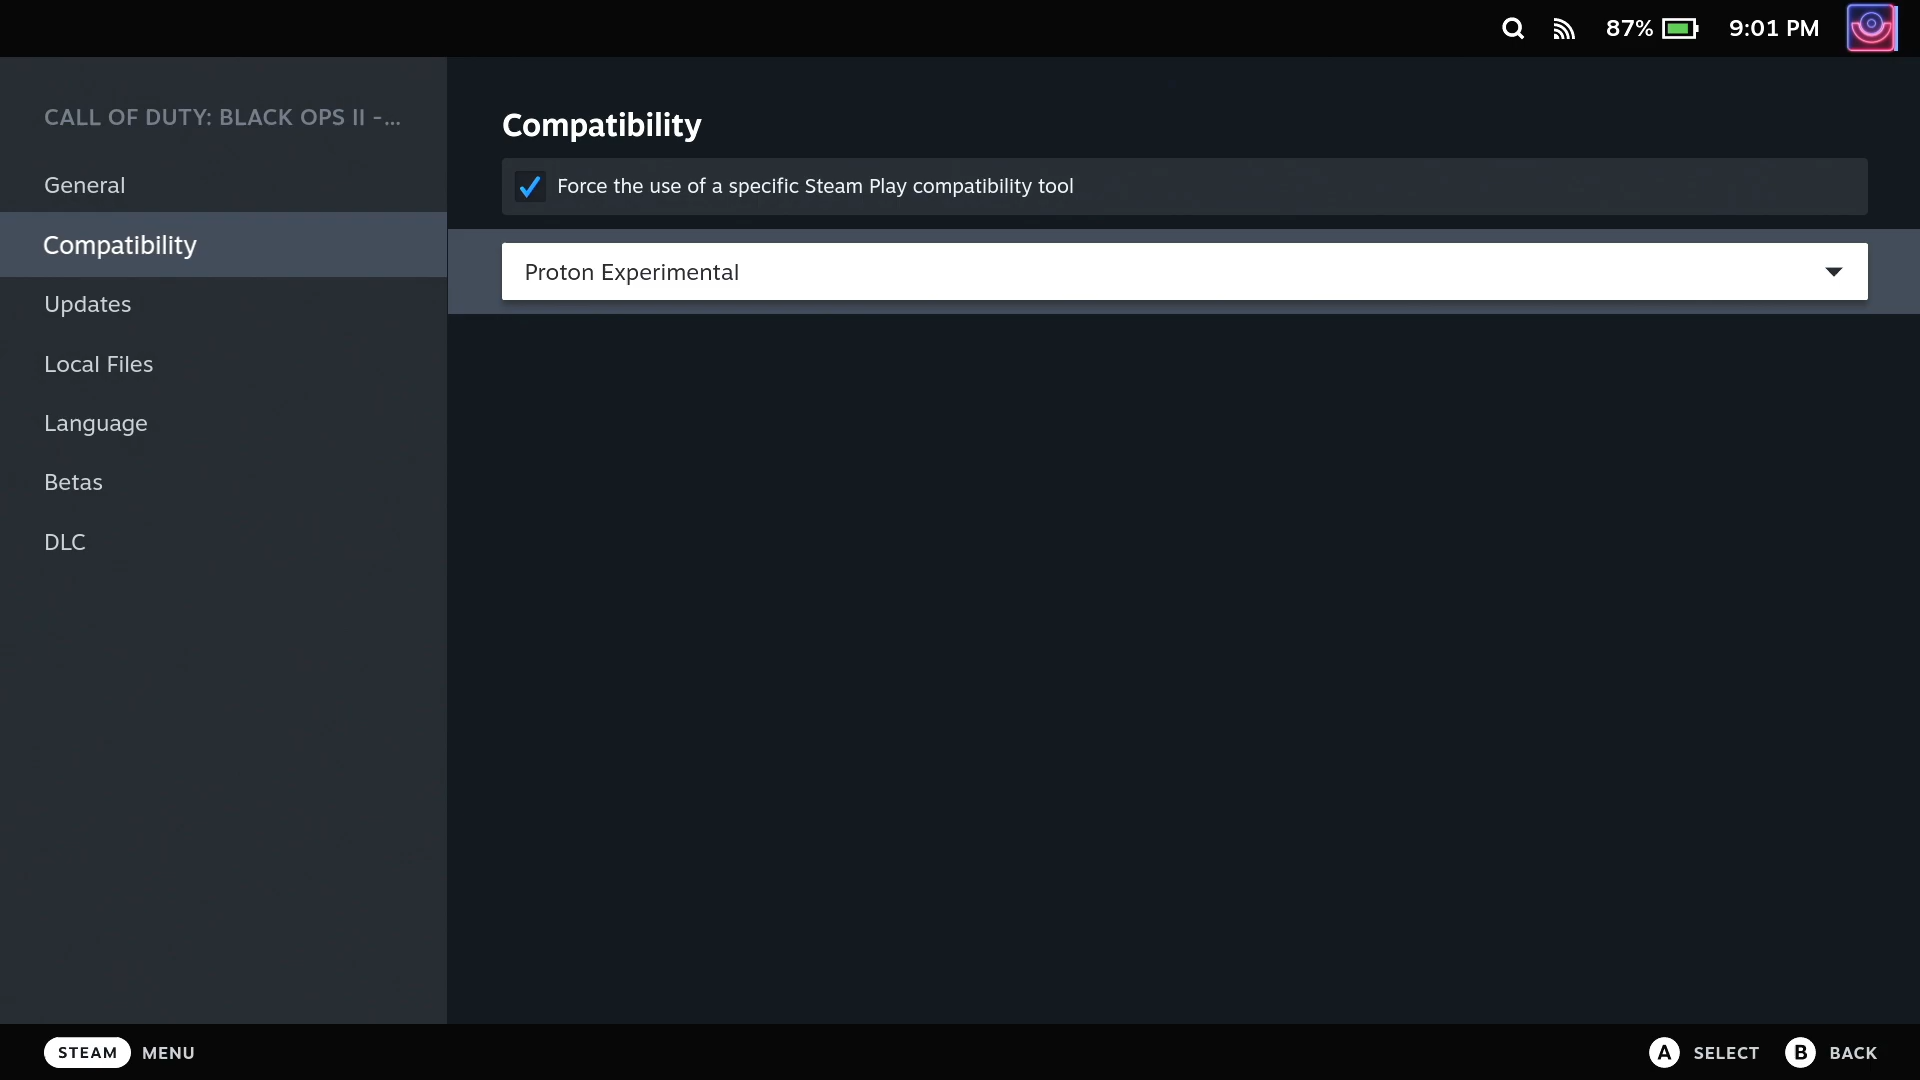 87%
9:01 PM
CALL OF DUTY: BLACK OPS II -...
General
Compatibility
Updates
Local Files
Language
Betas
DLC
Compatibility
Force the use of a specific Steam Play compatibility tool
Proton Experimental
STEAM MENU
A SELECT B BACK